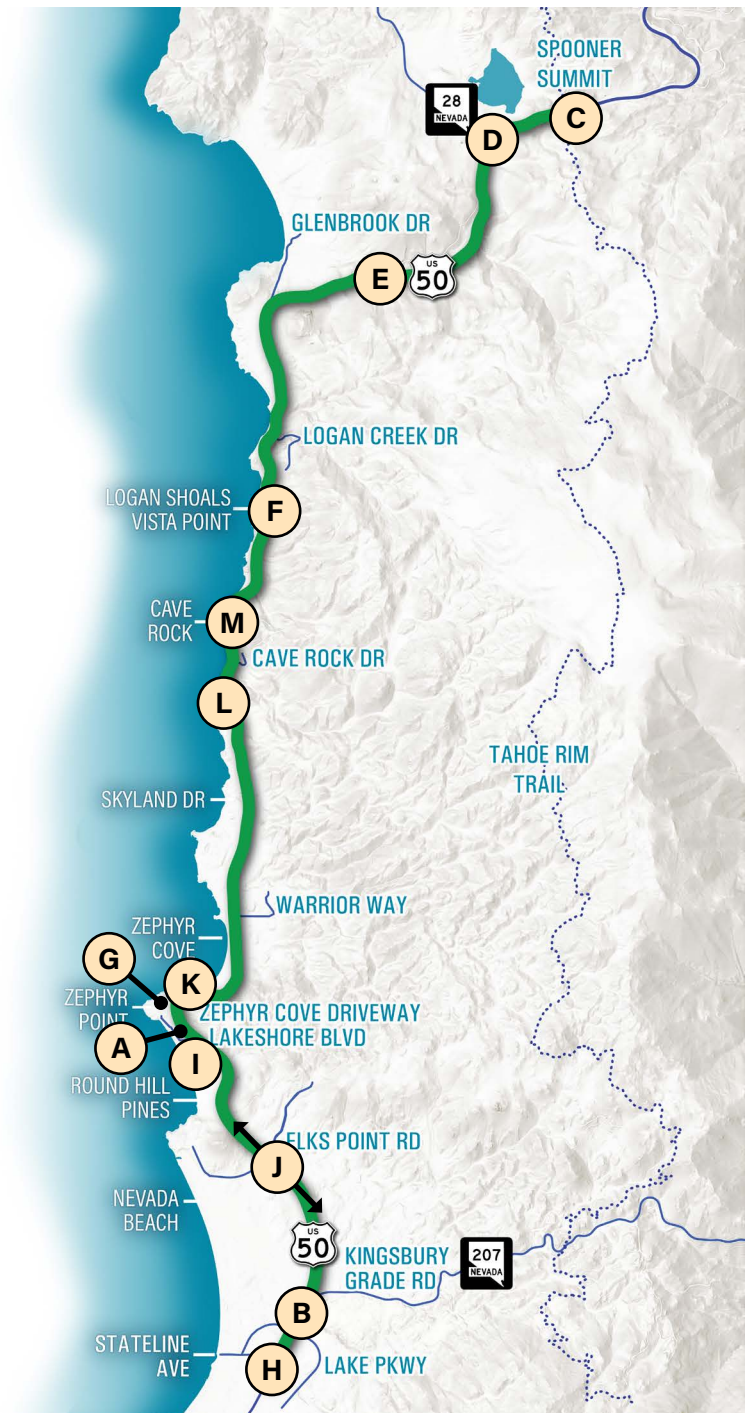 SPOONER
SUMMIT
28
NEVADA
C
D
GLENBROOK DR
E
US
50
LOGAN CREEK DR
LOGAN SHOALS
VISTA POINT
F
CAVE
ROCK
M
CAVE ROCK DR
L
TAHOE RIM
TRAIL
SKYLAND DR
WARRIOR WAY
ZEPHYR
COVE
G
K
ZEPHYR
POINT
ZEPHYR COVE DRIVEWAY
LAKESHORE BLVD
A
I
ROUND HILL
PINES
ELKS POINT RD
J
NEVADA
BEACH
US
50
KINGSBURY
GRADE RD
207
NEVADA
B
STATELINE
AVE
H
LAKE PKWY